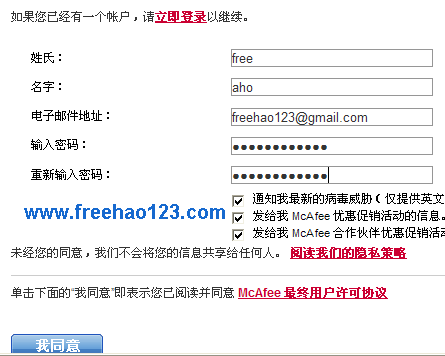 如果您已经有一个帐户，请立即登录以继续。
姓氏： free
名字： aho
电子邮件地址： freehao123@gmail.com
输入密码： ●●●●●●●●●●●●
重新输入密码： ●●●●●●●●●●●●
通知我最新的病毒威胁（仅提供英文
www.freehao123.com 发给我 McAfee 优惠促销活动的信息。
发给我 McAfee 合作伙伴优惠促销活动
未经您的同意，我们不会将您的信息共享给任何人。 阅读我们的隐私策略
单击下面的“我同意”即表示您已阅读并同意 McAfee 最终用户许可协议
我同意